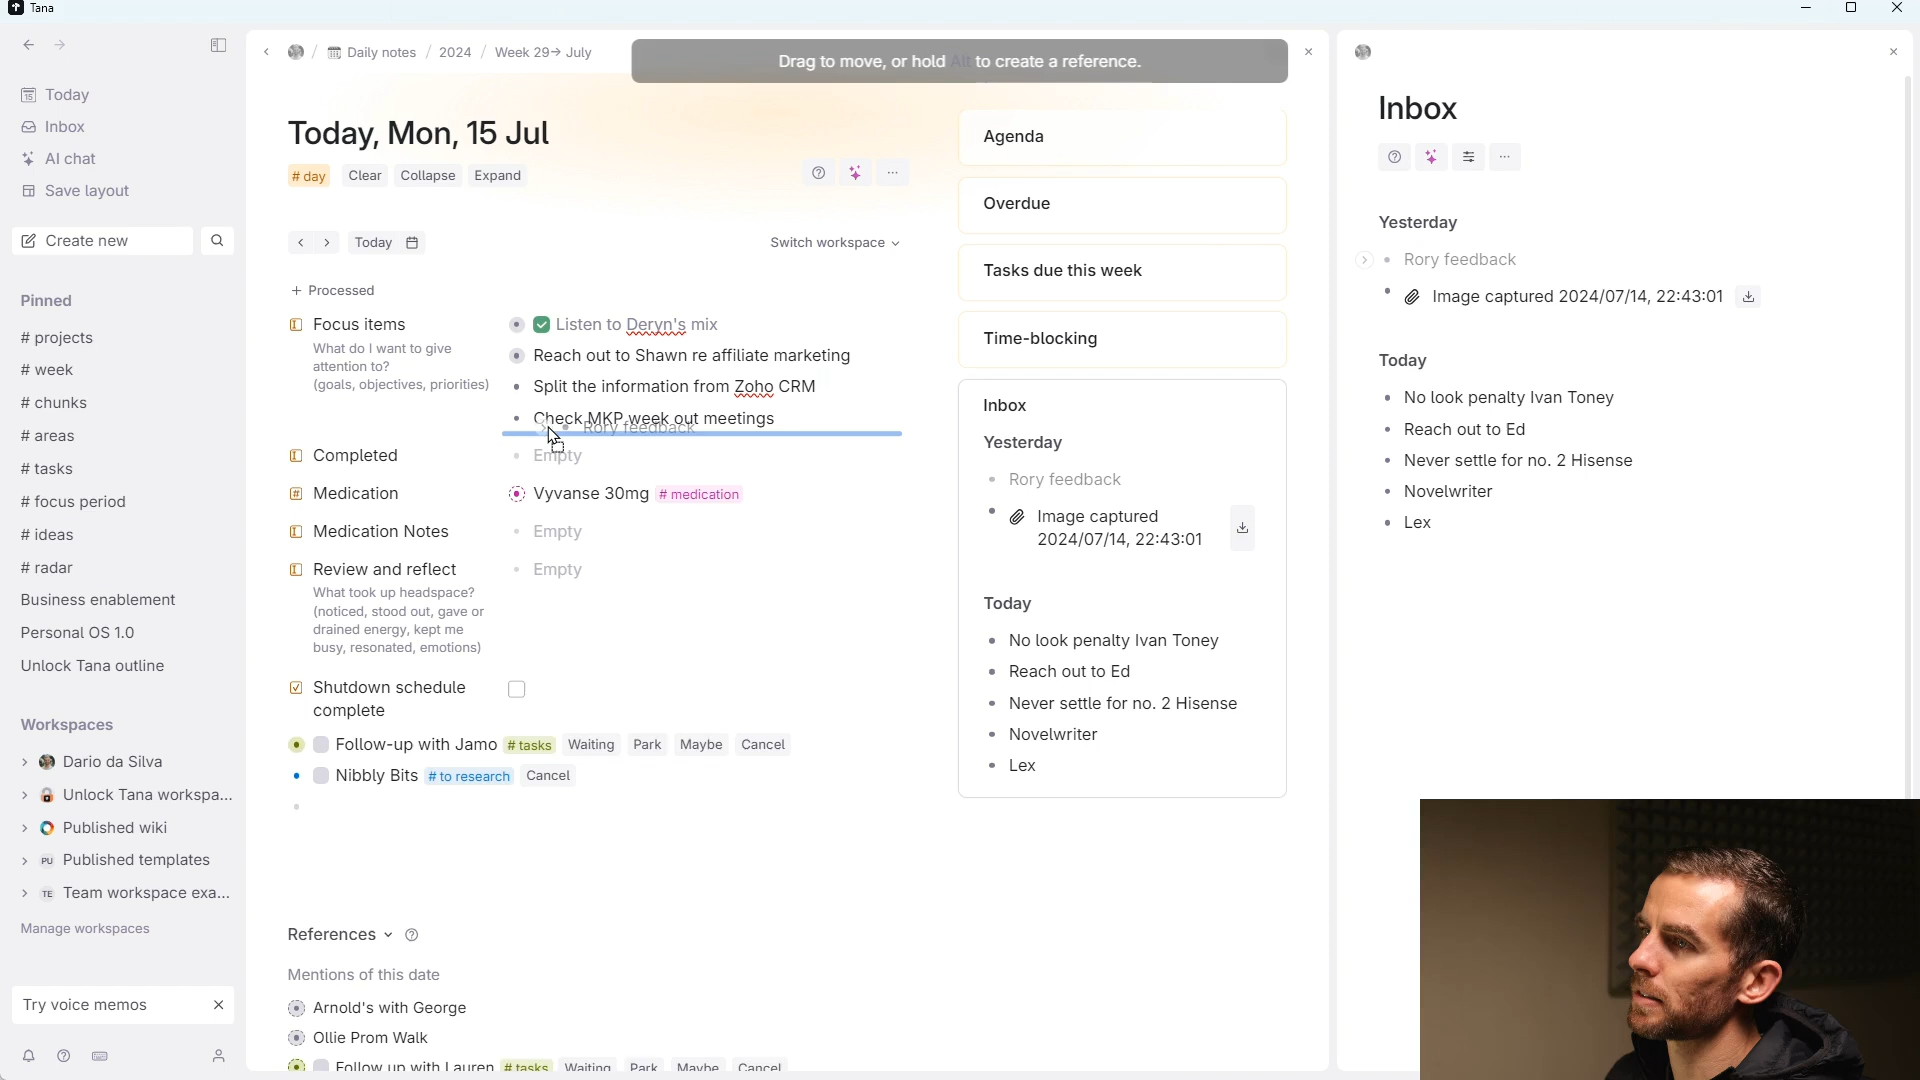 Tana
Today
Inbox
AI chat
Save layout
Create new
Pinned
# projects
# week
# chunks
# areas
# tasks
# focus period
# ideas
# radar
Business enablement
Personal OS 1.0
Unlock Tana outline
Workspaces
Dario da Silva
Unlock Tana workspa...
Published wiki
PU Published templates
TE Team workspace exa...
Manage workspaces
Try voice memos
/ Daily notes / 2024 / Week 29→ July
Drag to move, or hold Alt to create a reference.
Today, Mon, 15 Jul
# day Clear Collapse Expand
Today
Switch workspace
+ Processed
Focus items
What do I want to give
attention to?
(goals, objectives, priorities)
Listen to Deryn's mix
Reach out to Shawn re affiliate marketing
Split the information from Zoho CRM
Check MKP week out meetings
Rory feedback
Completed
Empty
Medication
Vyvanse 30mg # medication
Medication Notes
Empty
Review and reflect
What took up headspace?
(noticed, stood out, gave or
drained energy, kept me
busy, resonated, emotions)
Empty
Shutdown schedule
complete
Follow-up with Jamo # tasks Waiting Park Maybe Cancel
Nibbly Bits # to research Cancel
References
Mentions of this date
Arnold's with George
Ollie Prom Walk
Follow up with Lauren # tasks Waiting Park Maybe Cancel
Agenda
Overdue
Tasks due this week
Time-blocking
Inbox
Yesterday
Rory feedback
Image captured
2024/07/14, 22:43:01
Today
No look penalty Ivan Toney
Reach out to Ed
Never settle for no. 2 Hisense
Novelwriter
Lex
Inbox
Yesterday
Rory feedback
Image captured 2024/07/14, 22:43:01
Today
No look penalty Ivan Toney
Reach out to Ed
Never settle for no. 2 Hisense
Novelwriter
Lex